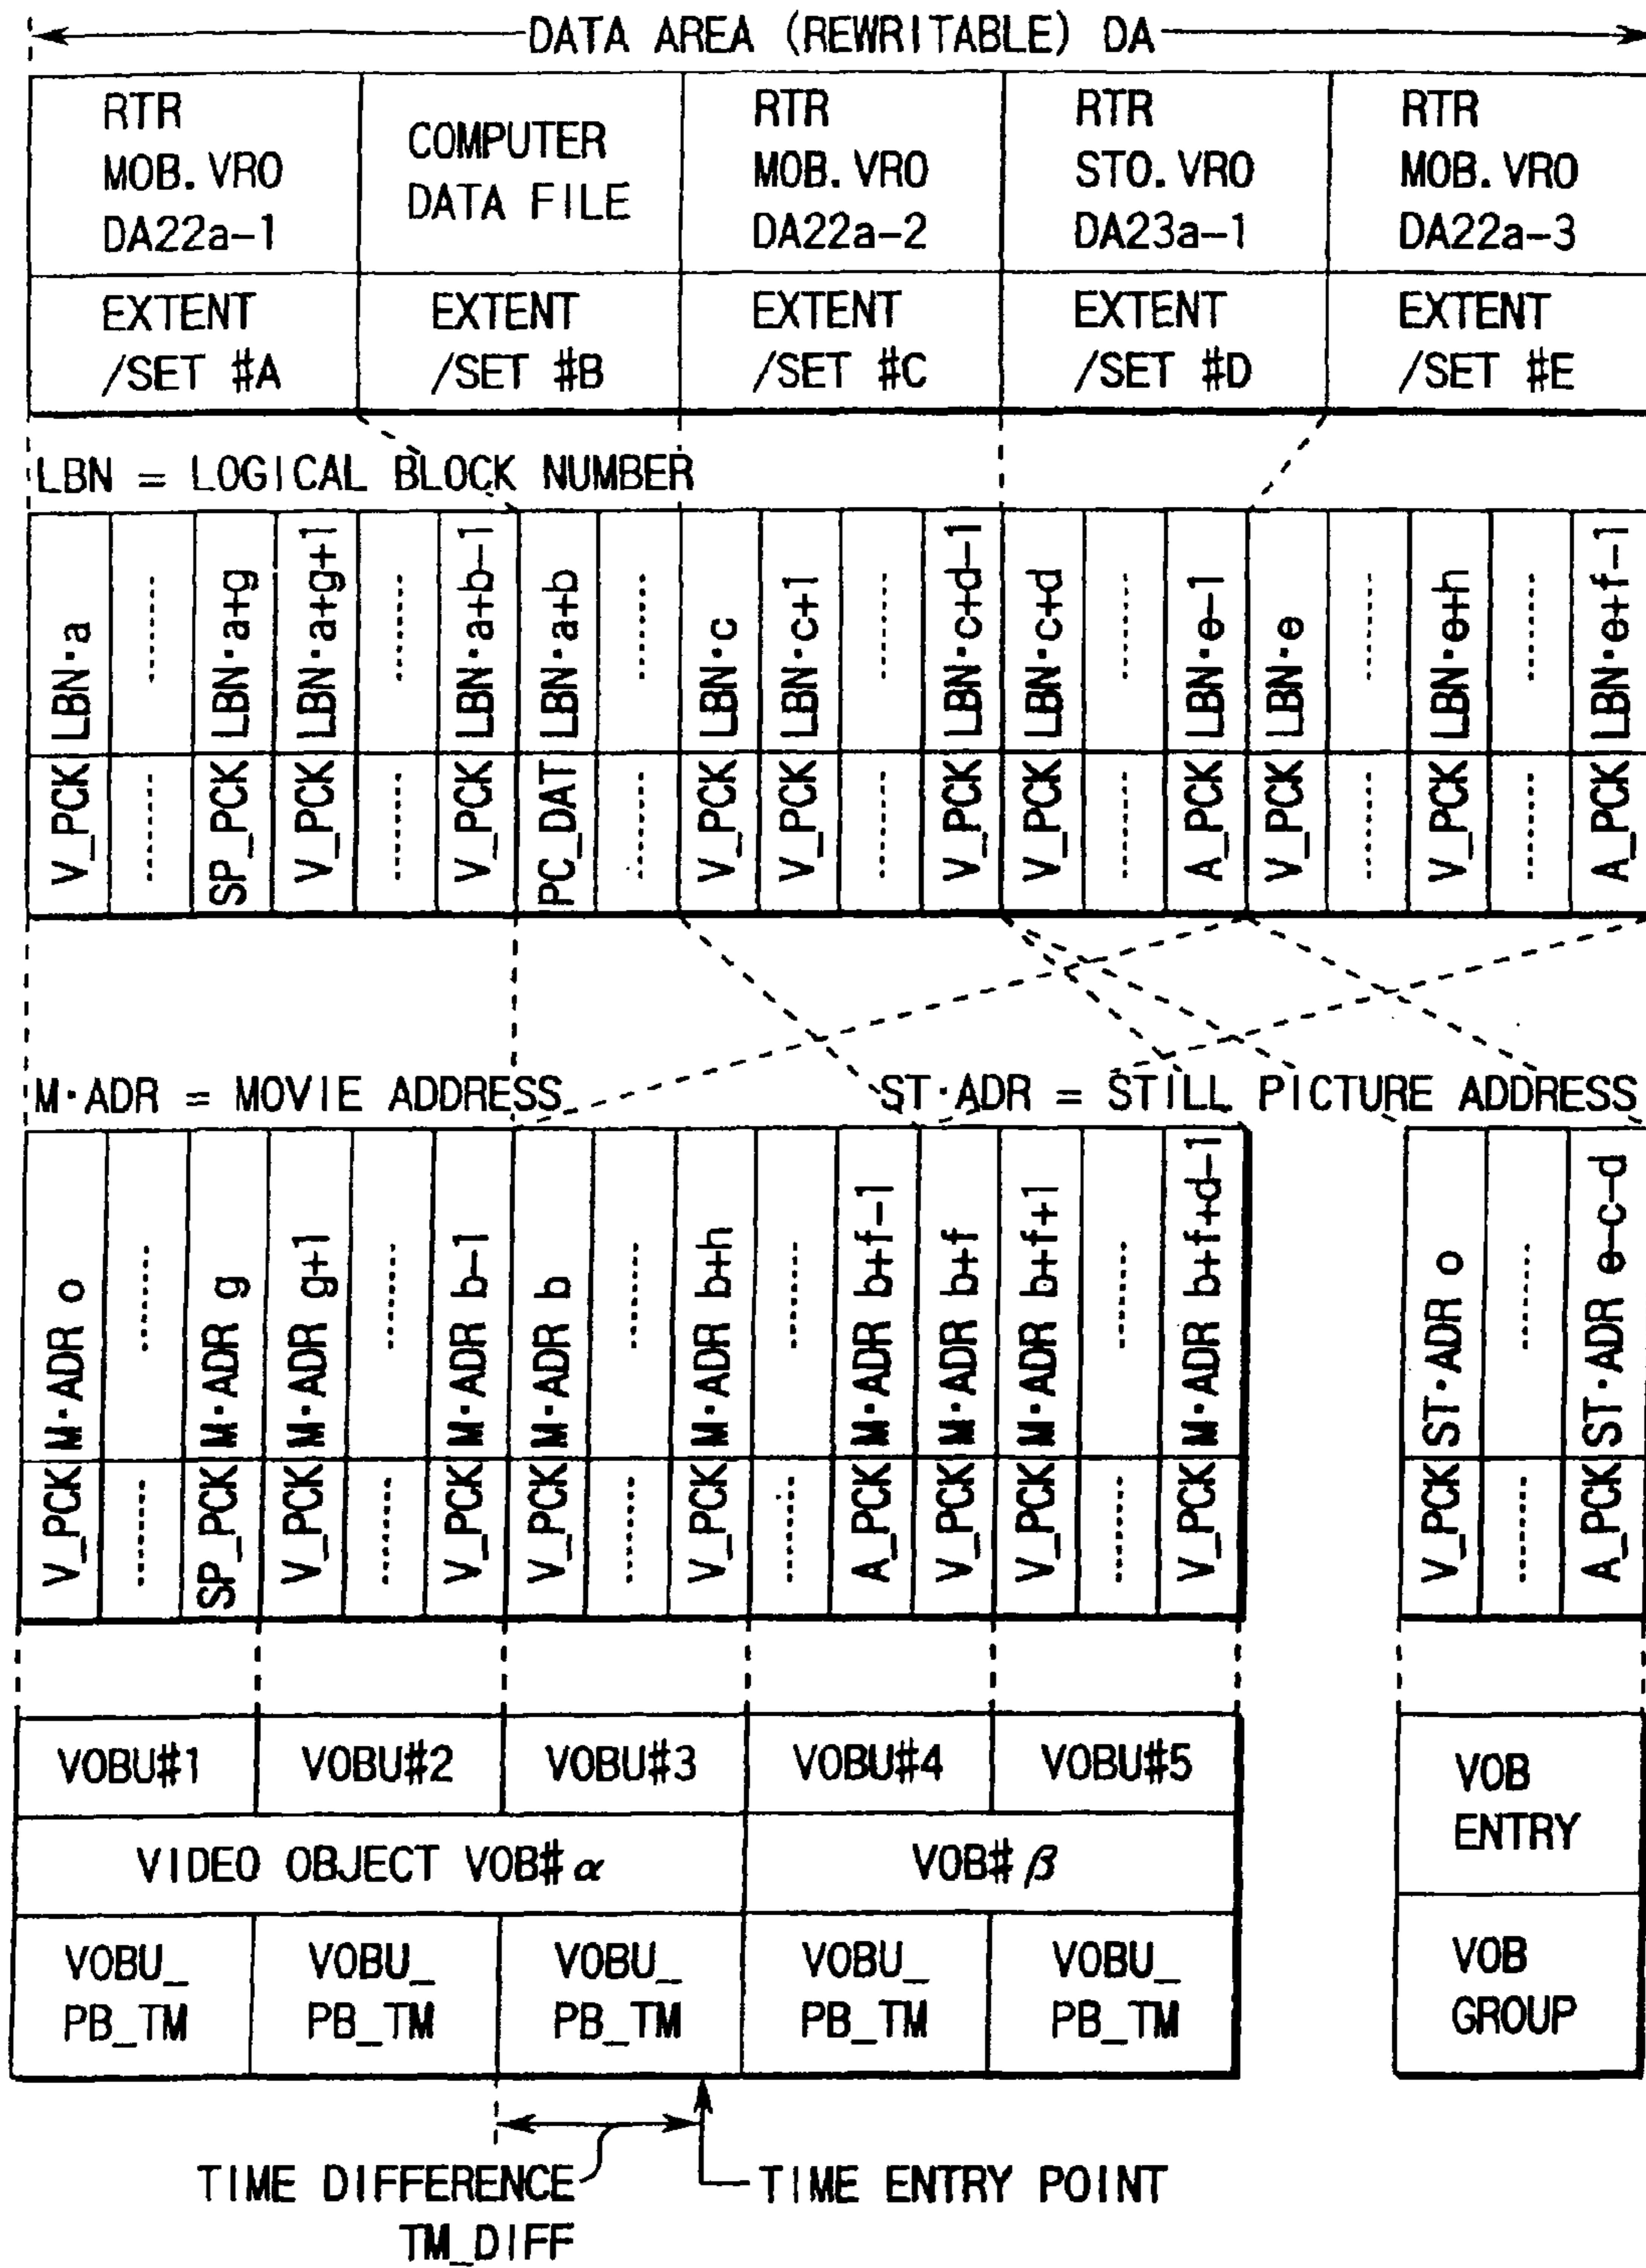 DATA AREA (REWRITABLE) DA
RTR
MOB.VRO
DA22a-1
COMPUTER
DATA FILE
RTR
MOB.VRO
DA22a-2
RTR
STO.VRO
DA23a-1
RTR
MOB.VRO
DA22a-3
EXTENT
/SET #A
EXTENT
/SET #B
EXTENT
/SET #C
EXTENT
/SET #D
EXTENT
/SET #E
LBN = LOGICAL BLOCK NUMBER
LBN·a
LBN·a+g
LBN·a+g+1
LBN·a+b-1
LBN·a+b
LBN·c
LBN·c+1
LBN·c+d-1
LBN·c+d
LBN·e-1
LBN·e
LBN·e+h
LBN·e+f-1
V_PCK
SP_PCK
V_PCK
V_PCK
PC_DAT
V_PCK
V_PCK
V_PCK
V_PCK
A_PCK
V_PCK
V_PCK
A_PCK
M·ADR = MOVIE ADDRESS
ST·ADR = STILL PICTURE ADDRESS
M·ADR o
M·ADR g
M·ADR g+1
M·ADR b-1
M·ADR b
M·ADR b+h
M·ADR b+f-1
M·ADR b+f
M·ADR b+f+1
M·ADR b+f+d-1
ST·ADR o
ST·ADR e-c-d
V_PCK
SP_PCK
V_PCK
V_PCK
V_PCK
V_PCK
A_PCK
V_PCK
V_PCK
V_PCK
V_PCK
A_PCK
VOBU#1
VOBU#2
VOBU#3
VOBU#4
VOBU#5
VOB
ENTRY
VIDEO OBJECT VOB#α
VOB#β
VOBU_
PB_TM
VOBU_
PB_TM
VOBU_
PB_TM
VOBU_
PB_TM
VOBU_
PB_TM
VOB
GROUP
TIME DIFFERENCE
TM_DIFF
TIME ENTRY POINT